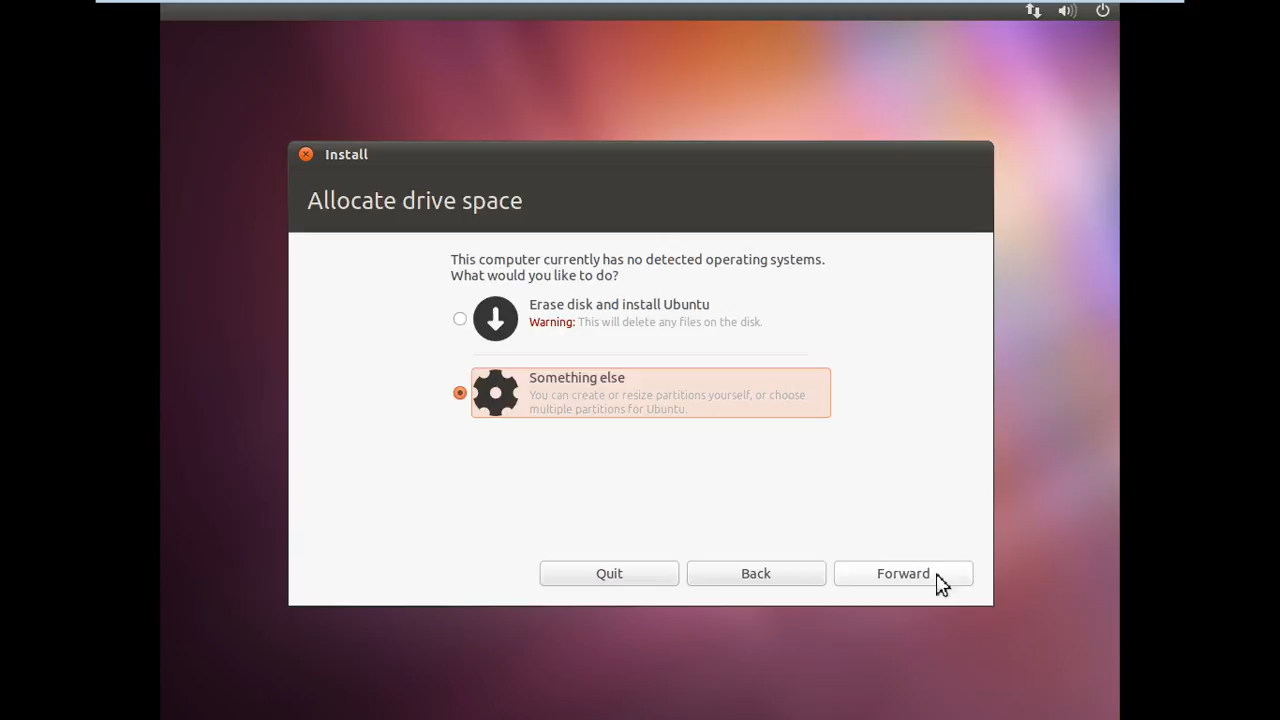 Install
Allocate drive space
This computer currently has no detected operating systems.
What would you like to do?
Erase disk and install Ubuntu
Warning: This will delete any files on the disk.
Something else
You can create or resize partitions yourself, or choose
multiple partitions for Ubuntu.
Quit
Back
Forward